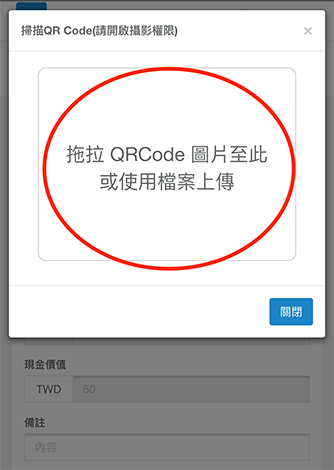 掃描QR Code(請開啟攝影權限)
×
拖拉 QRCode 圖片至此
或使用檔案上傳
關閉
現金價值
TWD 50
備註
內容